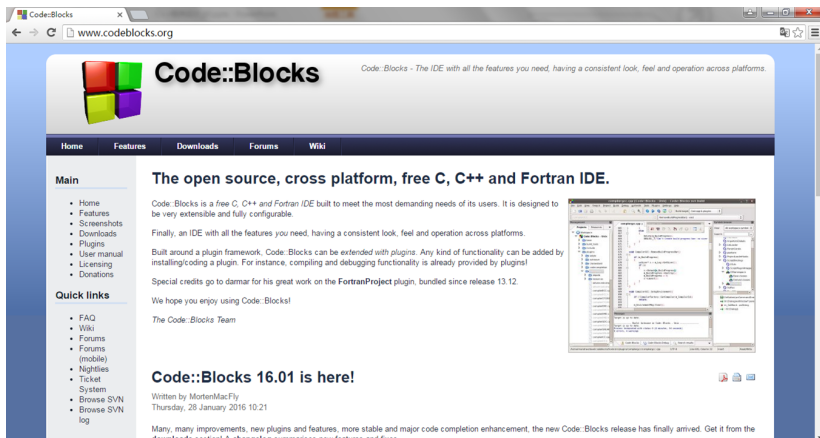 Code::Blocks
www.codeblocks.org
Code::Blocks
Code::Blocks - The IDE with all the features you need, having a consistent look, feel and operation across platforms.
Home Features Downloads Forums Wiki
Main
Home
Features
Screenshots
Downloads
Plugins
User manual
Licensing
Donations
Quick links
FAQ
Wiki
Forums
Forums
(mobile)
Nightlies
Ticket
System
Browse SVN
Browse SVN
log
The open source, cross platform, free C, C++ and Fortran IDE.
Code::Blocks is a free C, C++ and Fortran IDE built to meet the most demanding needs of its users. It is designed to
be very extensible and fully configurable.
Finally, an IDE with all the features you need, having a consistent look, feel and operation across platforms.
Built around a plugin framework, Code::Blocks can be extended with plugins. Any kind of functionality can be added by
installing/coding a plugin. For instance, compiling and debugging functionality is already provided by plugins!
Special credits go to darmar for his great work on the FortranProject plugin, bundled since release 13.12.
We hope you enjoy using Code::Blocks!
The Code::Blocks Team
Code::Blocks 16.01 is here!
Written by MortenMacFly
Thursday, 28 January 2016 10:21
Many, many improvements, new plugins and features, more stable and major code completion enhancement, the new Code::Blocks release has finally arrived. Get it from the